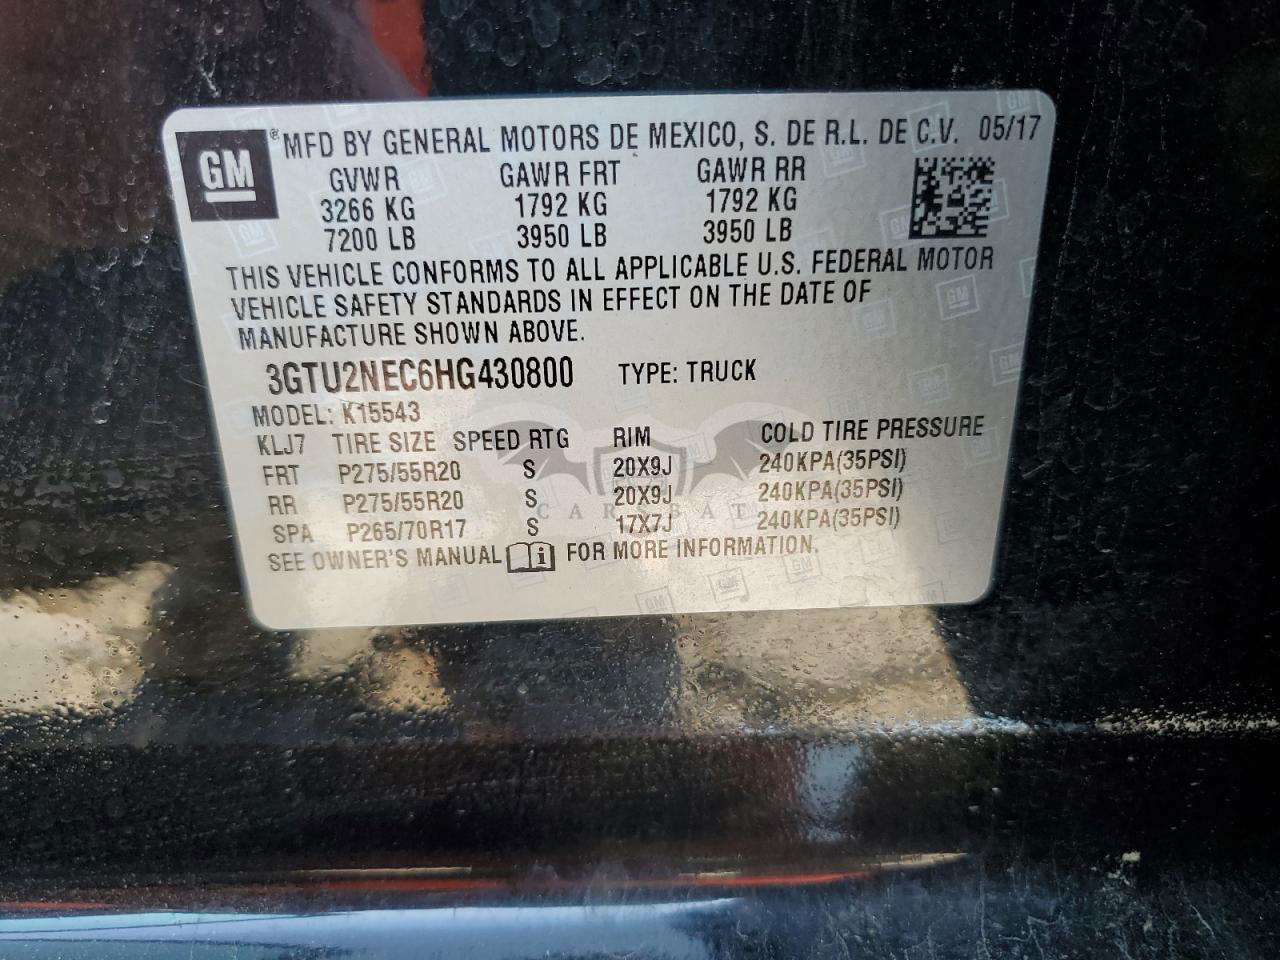 GM ® MFD BY GENERAL MOTORS DE MEXICO, S. DE R.L. DE C.V. 05/17
GVWR GAWR FRT GAWR RR
3266 KG 1792 KG 1792 KG
7200 LB 3950 LB 3950 LB
THIS VEHICLE CONFORMS TO ALL APPLICABLE U.S. FEDERAL MOTOR
VEHICLE SAFETY STANDARDS IN EFFECT ON THE DATE OF
MANUFACTURE SHOWN ABOVE.
3GTU2NEC6HG430800 TYPE: TRUCK
MODEL: K15543
KLJ7 TIRE SIZE SPEED RTG RIM COLD TIRE PRESSURE
FRT P275/55R20 S 20X9J 240KPA(35PSI)
RR P275/55R20 S 20X9J 240KPA(35PSI)
CARSBAT
SPA P265/70R17 S 17X7J 240KPA(35PSI)
SEE OWNER'S MANUAL FOR MORE INFORMATION.